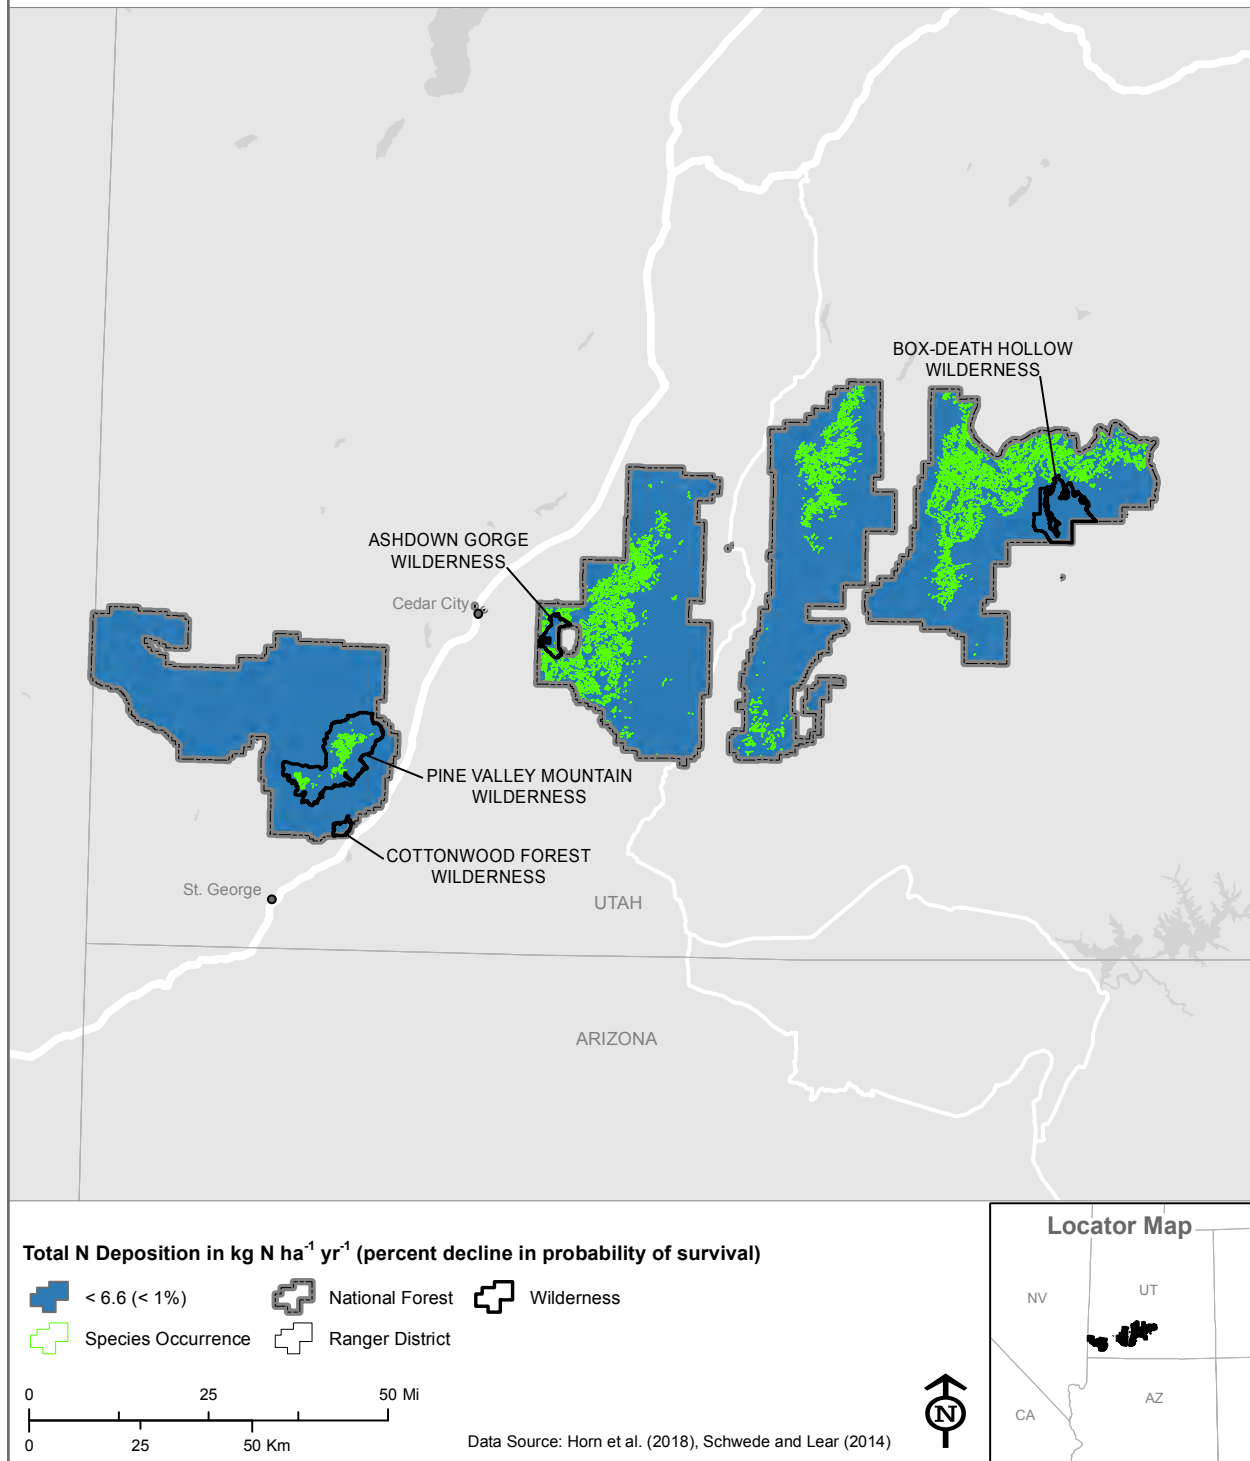 BOX-DEATH HOLLOW
WILDERNESS
ASHDOWN GORGE
WILDERNESS
Cedar City
PINE VALLEY MOUNTAIN
WILDERNESS
COTTONWOOD FOREST
WILDERNESS
St. George
UTAH
ARIZONA
Total N Deposition in kg N ha⁻¹ yr⁻¹ (percent decline in probability of survival)
< 6.6 (< 1%)
National Forest
Wilderness
Species Occurrence
Ranger District
0 25 50 Mi
0 25 50 Km
Data Source: Horn et al. (2018), Schwede and Lear (2014)
N
Locator Map
NV
UT
CA
AZ